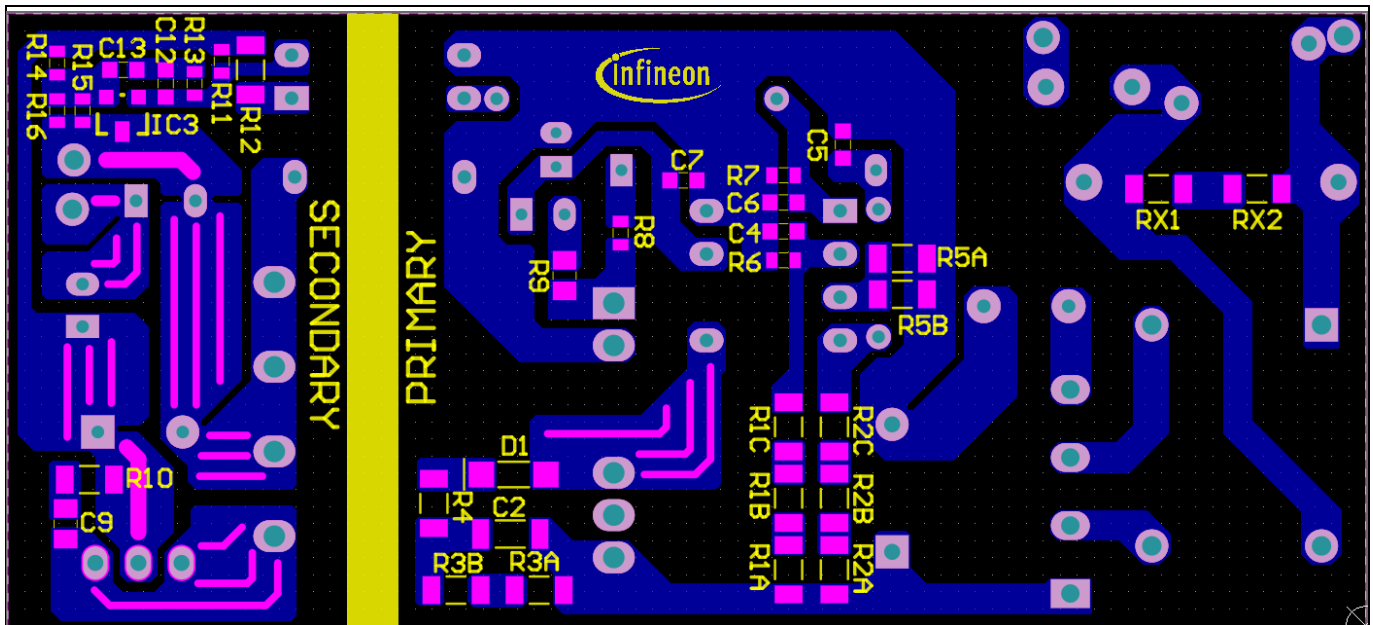 R14
R15
C13
C12
R13
R11
R12
R16
IC3
infineon
C7
C5
R7
C6
C4
R6
R8
R9
R5A
R5B
RX1
RX2
SECONDARY
PRIMARY
R1C
R2C
D1
R10
C9
R4
C2
R1B
R2B
R3B
R3A
R1A
R2A